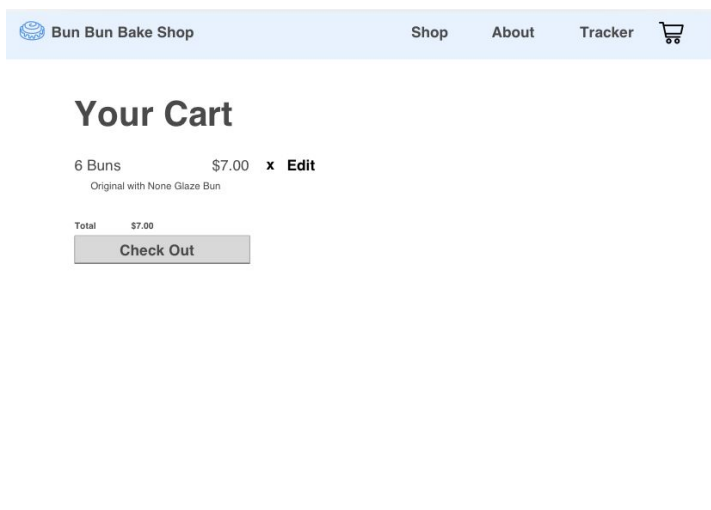 Bun Bun Bake Shop Shop About Tracker
Your Cart
6 Buns $7.00 x Edit
Original with None Glaze Bun
Total $7.00
Check Out